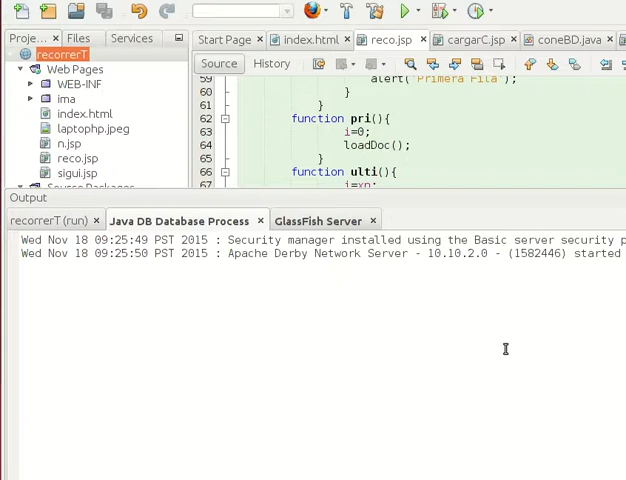 Proje... × Files Services
Start Page × index.html × reco.jsp × cargarC.jsp × coneBD.java ×
recorrerT
Web Pages
WEB-INF
ima
index.html
laptophp.jpeg
n.jsp
reco.jsp
sigui.jsp
Source Packages
Source History
59 alert("Primera Fila");
60 }
61 }
62 function pri(){
63 i=0;
64 loadDoc();
65 }
66 function ulti(){
67 i=xn;
Output
recorrerT (run) × Java DB Database Process × GlassFish Server ×
Wed Nov 18 09:25:49 PST 2015 : Security manager installed using the Basic server security p
Wed Nov 18 09:25:50 PST 2015 : Apache Derby Network Server - 10.10.2.0 - (1582446) started